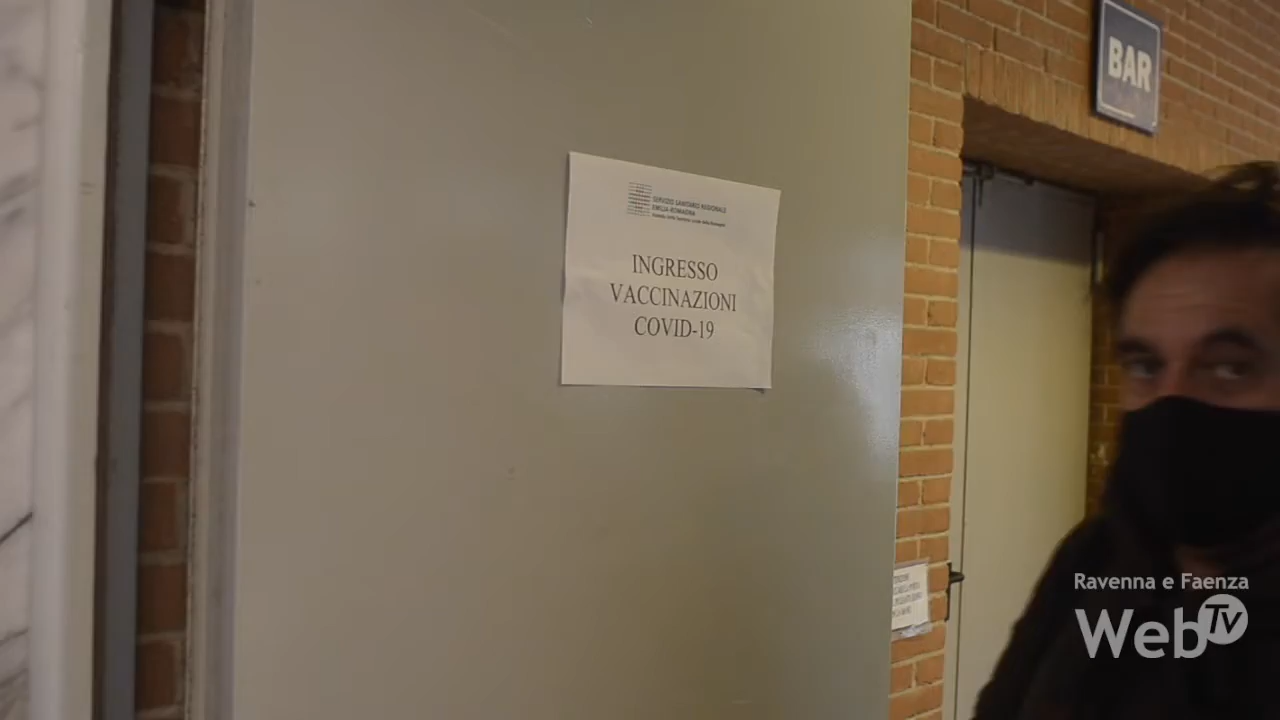 BAR
SERVIZIO SANITARIO REGIONALE
EMILIA-ROMAGNA
INGRESSO
VACCINAZIONI
COVID-19
Ravenna e Faenza
WebTv